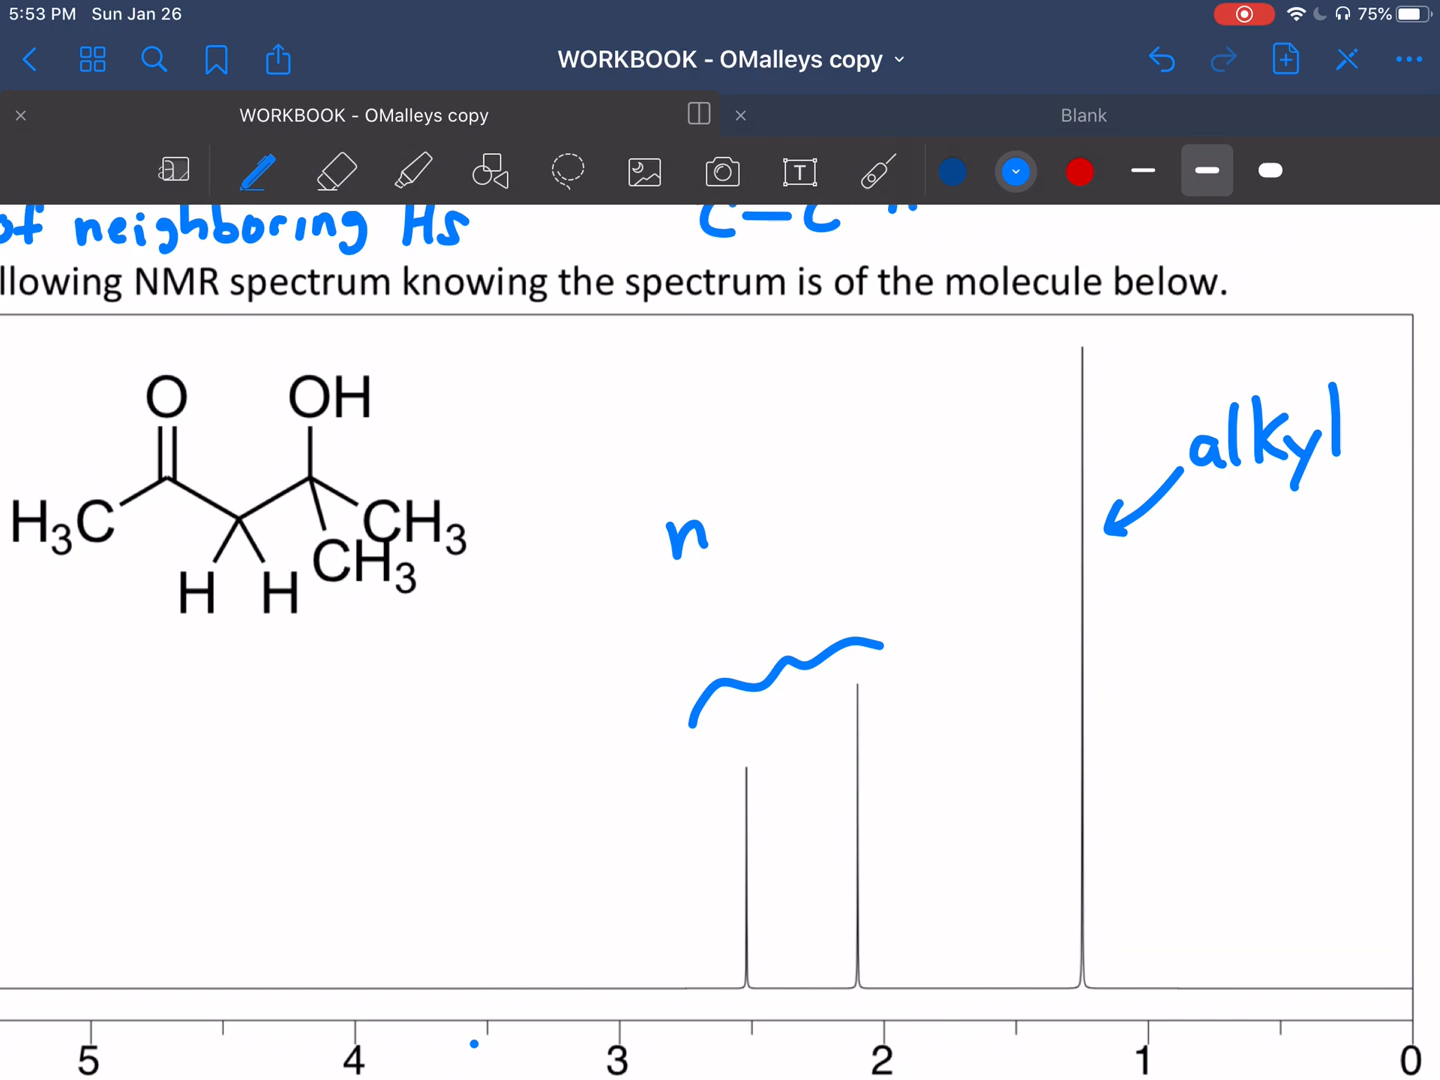 5:53 PM Sun Jan 26
75%
WORKBOOK - OMalleys copy
WORKBOOK - OMalleys copy
Blank
T
of neighboring Hs
C—C
llowing NMR spectrum knowing the spectrum is of the molecule below.
O OH
H3C CH3
CH3
H H
alkyl
n
5 4 3 2 1 0